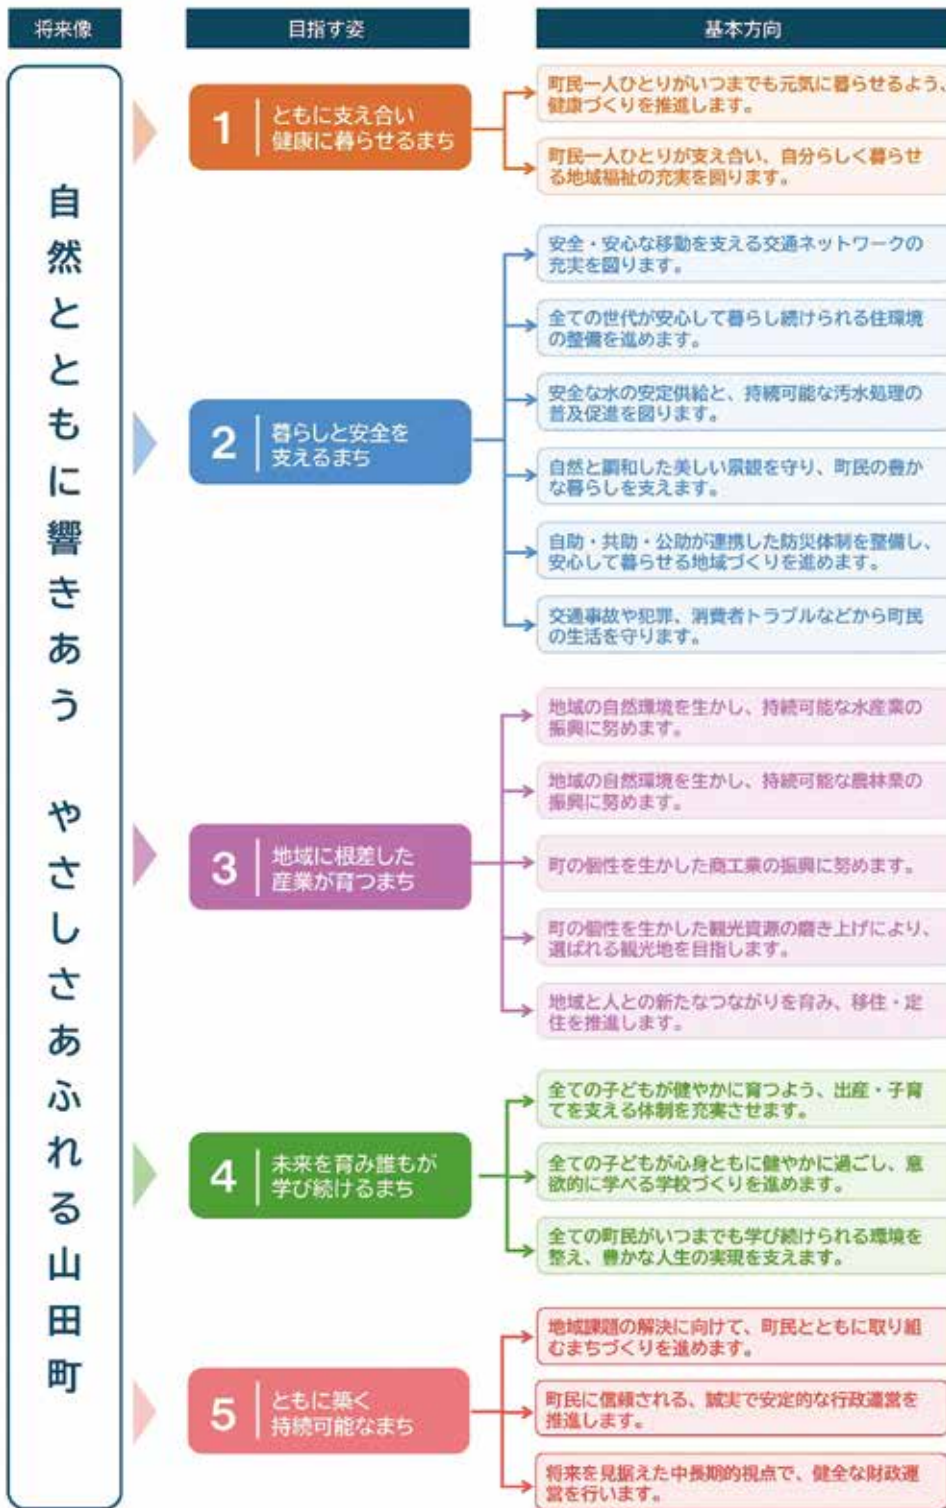 将来像
目指す姿
基本方向
自然とともに響きあう　やさしさあふれる山田町
1
ともに支え合い
健康に暮らせるまち
町民一人ひとりがいつまでも元気に暮らせるよう、
健康づくりを推進します。
町民一人ひとりが支え合い、自分らしく暮らせ
る地域福祉の充実を図ります。
2
暮らしと安全を
支えるまち
安全・安心な移動を支える交通ネットワークの
充実を図ります。
全ての世代が安心して暮らし続けられる住環境
の整備を進めます。
安全な水の安定供給と、持続可能な汚水処理の
普及促進を図ります。
自然と調和した美しい景観を守り、町民の豊か
な暮らしを支えます。
自助・共助・公助が連携した防災体制を整備し、
安心して暮らせる地域づくりを進めます。
交通事故や犯罪、消費者トラブルなどから町民
の生活を守ります。
3
地域に根差した
産業が育つまち
地域の自然環境を生かし、持続可能な水産業の
振興に努めます。
地域の自然環境を生かし、持続可能な農林業の
振興に努めます。
町の個性を生かした商工業の振興に努めます。
町の個性を生かした観光資源の磨き上げにより、
選ばれる観光地を目指します。
地域と人との新たなつながりを育み、移住・定
住を推進します。
4
未来を育み誰もが
学び続けるまち
全ての子どもが健やかに育つよう、出産・子育
てを支える体制を充実させます。
全ての子どもが心身ともに健やかに過ごし、意
欲的に学べる学校づくりを進めます。
全ての町民がいつまでも学び続けられる環境を
整え、豊かな人生の実現を支えます。
5
ともに築く
持続可能なまち
地域課題の解決に向けて、町民とともに取り組
むまちづくりを進めます。
町民に信頼される、誠実で安定的な行政運営を
推進します。
将来を見据えた中長期的視点で、健全な財政運
営を行います。